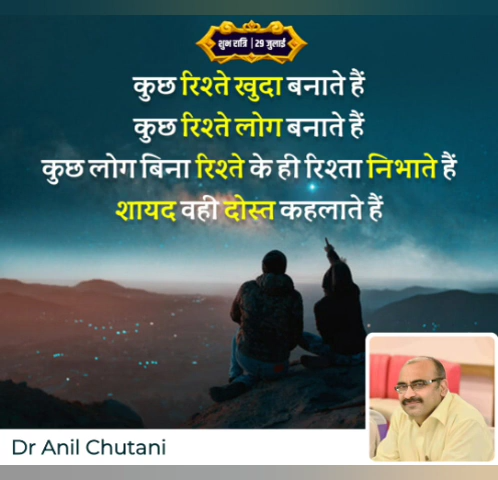 शुभ रात्रि | 29 जुलाई
कुछ रिश्ते खुदा बनाते हैं
कुछ रिश्ते लोग बनाते हैं
कुछ लोग बिना रिश्ते के ही रिश्ता निभाते हैं
शायद वही दोस्त कहलाते हैं
Dr Anil Chutani